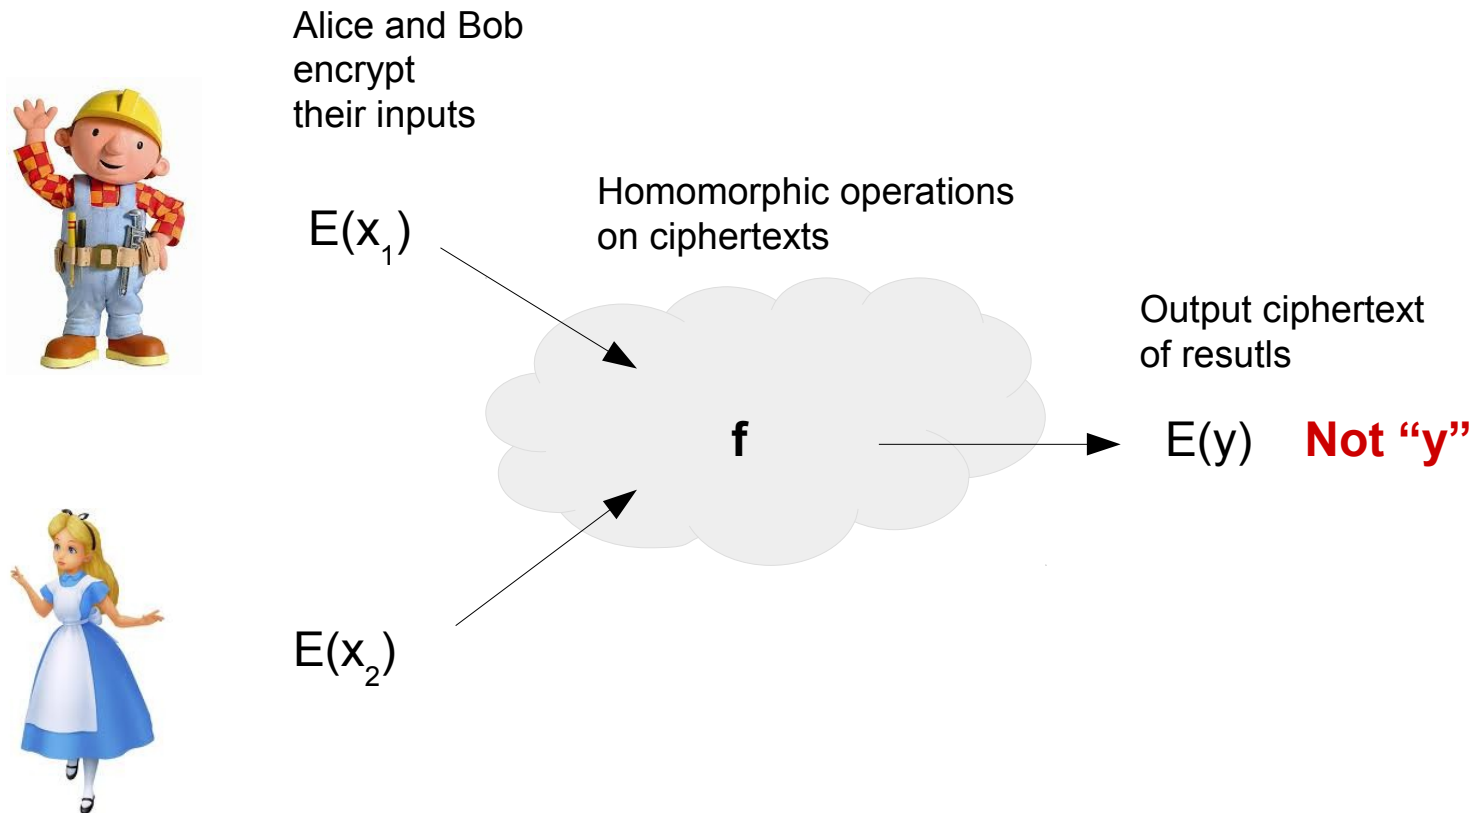 Alice and Bob
encrypt
their inputs
E(x₁)
Homomorphic operations
on ciphertexts
f
Output ciphertext
of resutls
E(y) Not “y”
E(x₂)